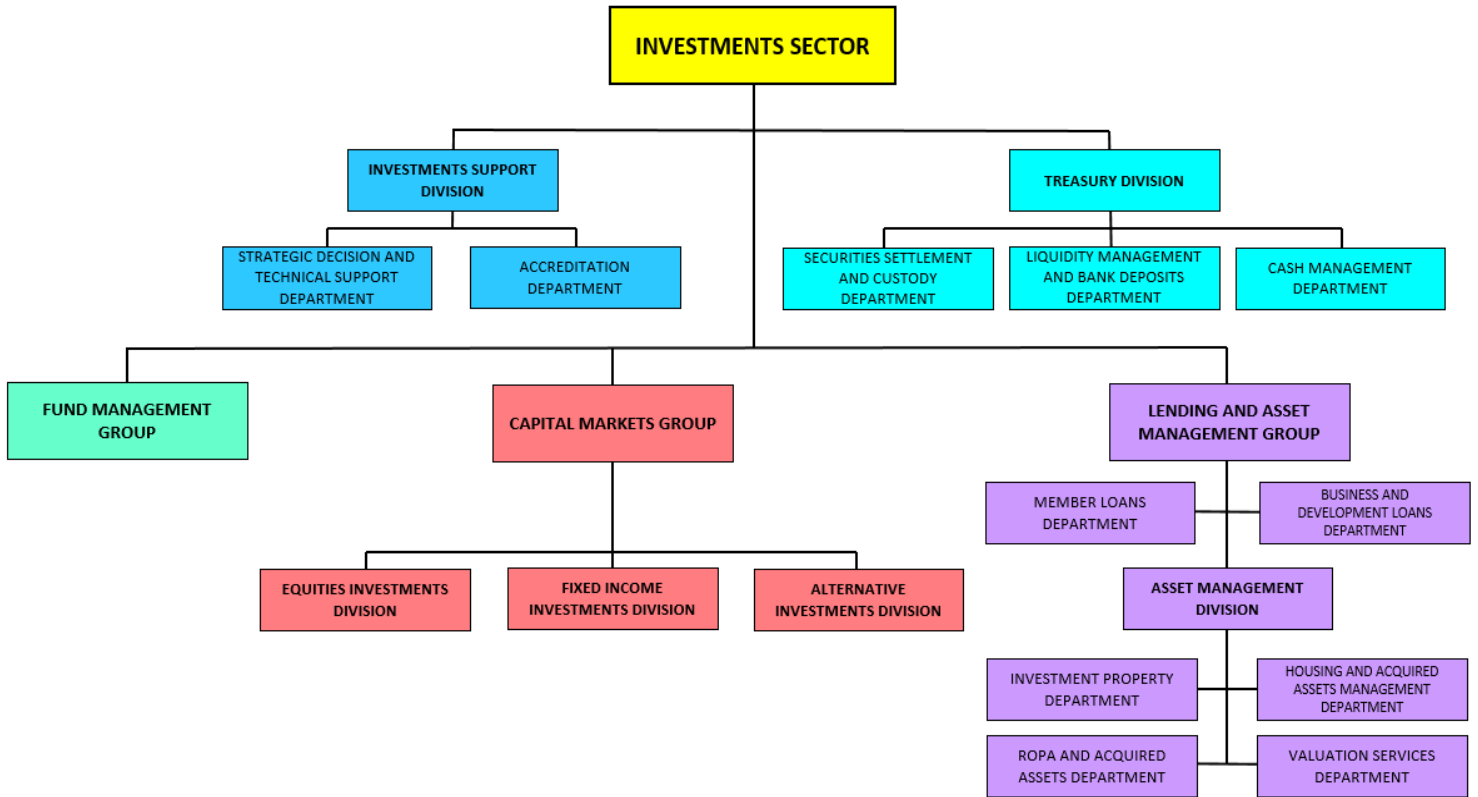 INVESTMENTS SECTOR
INVESTMENTS SUPPORT
DIVISION
TREASURY DIVISION
STRATEGIC DECISION AND
TECHNICAL SUPPORT
DEPARTMENT
ACCREDITATION
DEPARTMENT
SECURITIES SETTLEMENT
AND CUSTODY
DEPARTMENT
LIQUIDITY MANAGEMENT
AND BANK DEPOSITS
DEPARTMENT
CASH MANAGEMENT
DEPARTMENT
FUND MANAGEMENT
GROUP
CAPITAL MARKETS GROUP
LENDING AND ASSET
MANAGEMENT GROUP
MEMBER LOANS
DEPARTMENT
BUSINESS AND
DEVELOPMENT LOANS
DEPARTMENT
EQUITIES INVESTMENTS
DIVISION
FIXED INCOME
INVESTMENTS DIVISION
ALTERNATIVE
INVESTMENTS DIVISION
ASSET MANAGEMENT
DIVISION
INVESTMENT PROPERTY
DEPARTMENT
HOUSING AND ACQUIRED
ASSETS MANAGEMENT
DEPARTMENT
ROPA AND ACQUIRED
ASSETS DEPARTMENT
VALUATION SERVICES
DEPARTMENT